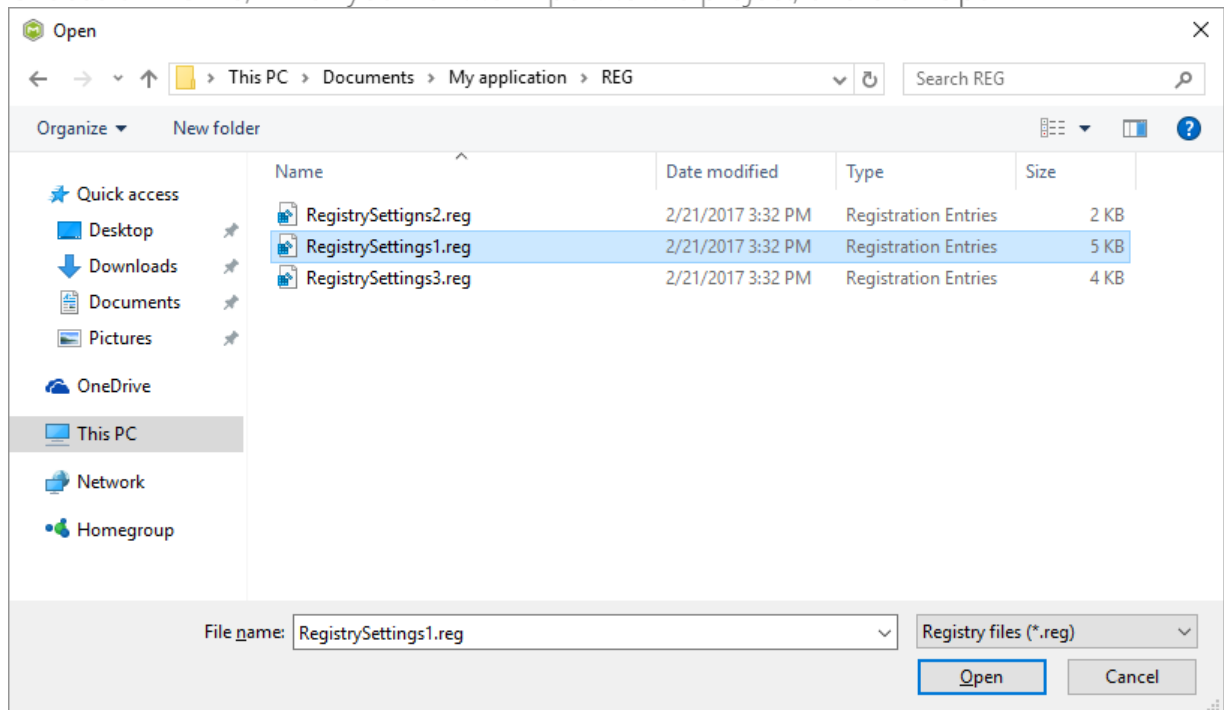 Open
This PC > Documents > My application > REG
Search REG
Organize
New folder
Name
Date modified
Type
Size
Quick access
Desktop
Downloads
Documents
Pictures
OneDrive
This PC
Network
Homegroup
RegistrySettigns2.reg 2/21/2017 3:32 PM Registration Entries 2 KB
RegistrySettings1.reg 2/21/2017 3:32 PM Registration Entries 5 KB
RegistrySettings3.reg 2/21/2017 3:32 PM Registration Entries 4 KB
File name: RegistrySettings1.reg
Registry files (*.reg)
Open
Cancel